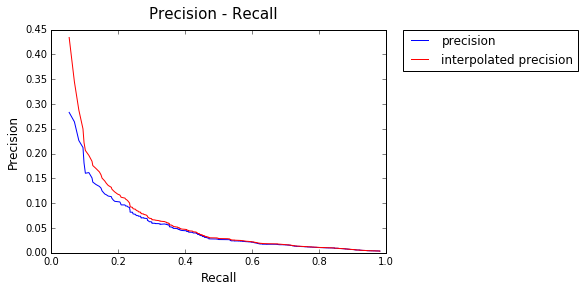 Precision - Recall
0.45
0.40
0.35
0.30
0.25
0.20
0.15
0.10
0.05
0.00
Precision
0.0 0.2 0.4 0.6 0.8 1.0
Recall
precision
interpolated precision